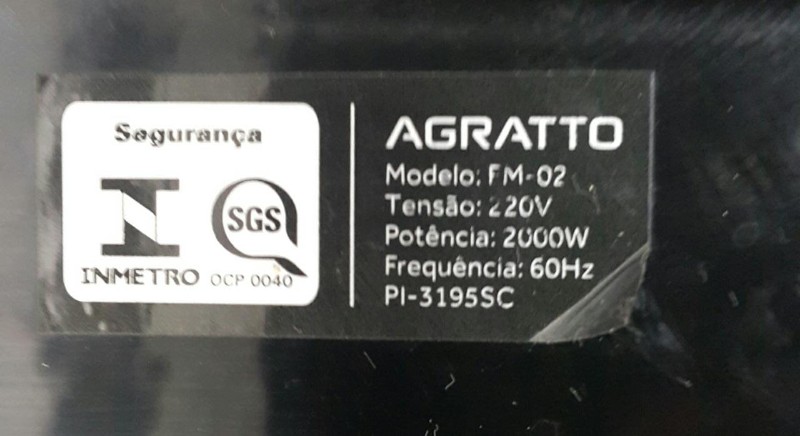 Segurança
SGS
INMETRO OCP 0040
AGRATTO
Modelo: FM-02
Tensão: 220V
Potência: 2000W
Frequência: 60Hz
PI-3195SC